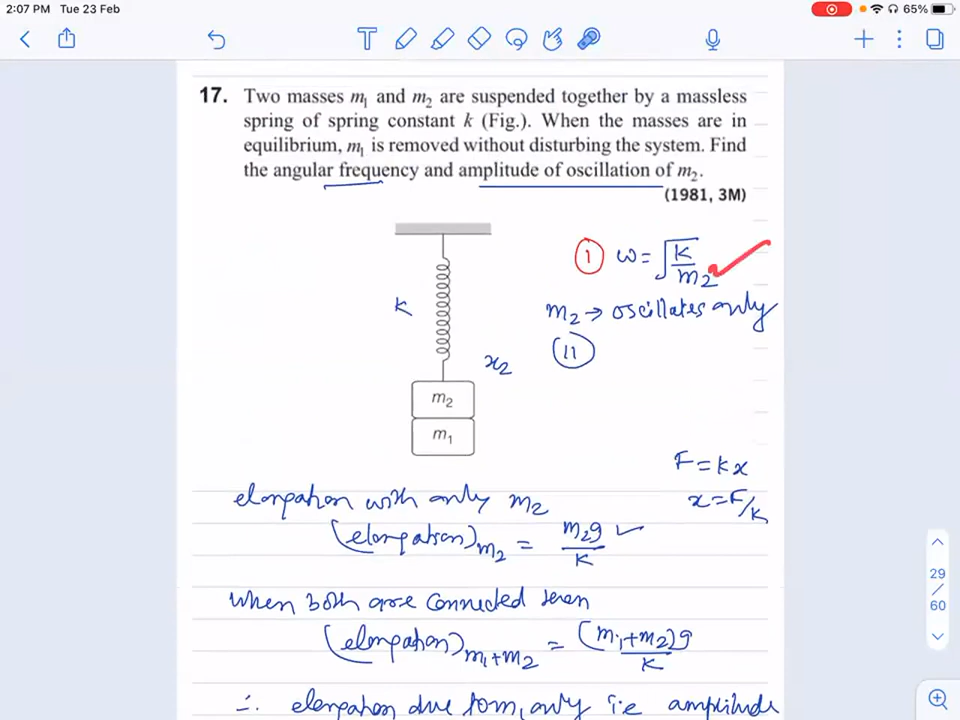 2:07 PM Tue 23 Feb 65%
17. Two masses m₁ and m₂ are suspended together by a massless
spring of spring constant k (Fig.). When the masses are in
equilibrium, m₁ is removed without disturbing the system. Find
the angular frequency and amplitude of oscillation of m₂.
(1981, 3M)
I ω = √(K/m₂)
K
m₂ → oscillates only
II
x₂
m₂
m₁
F = kx
x = F/K
elongation with only m₂
(elongation)m₂ = m₂g/K
when both are connected
(elongation)m₁+m₂ = (m₁+m₂)g/K
∴ elongation due to m₁ only i.e amplitude
29
/
60